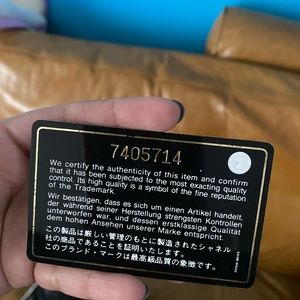 7405714
We certify the authenticity of this item and confirm
that it has been subjected to the most exacting quality
control. Its high quality is a symbol of the fine reputation
of the Trademark.
Wir bestätigen, dass es sich um einen Artikel handelt,
der während seiner Herstellung strengsten Kontrollen
unterworfen war, und dessen erstklassige Qualität
dem hohen Ansehen unserer Marke entspricht.
この製品は厳しい管理のもとに製造されたシャネル
社の商品であることを証明いたします。
このブランド・マークは最高級品質の象徴です。